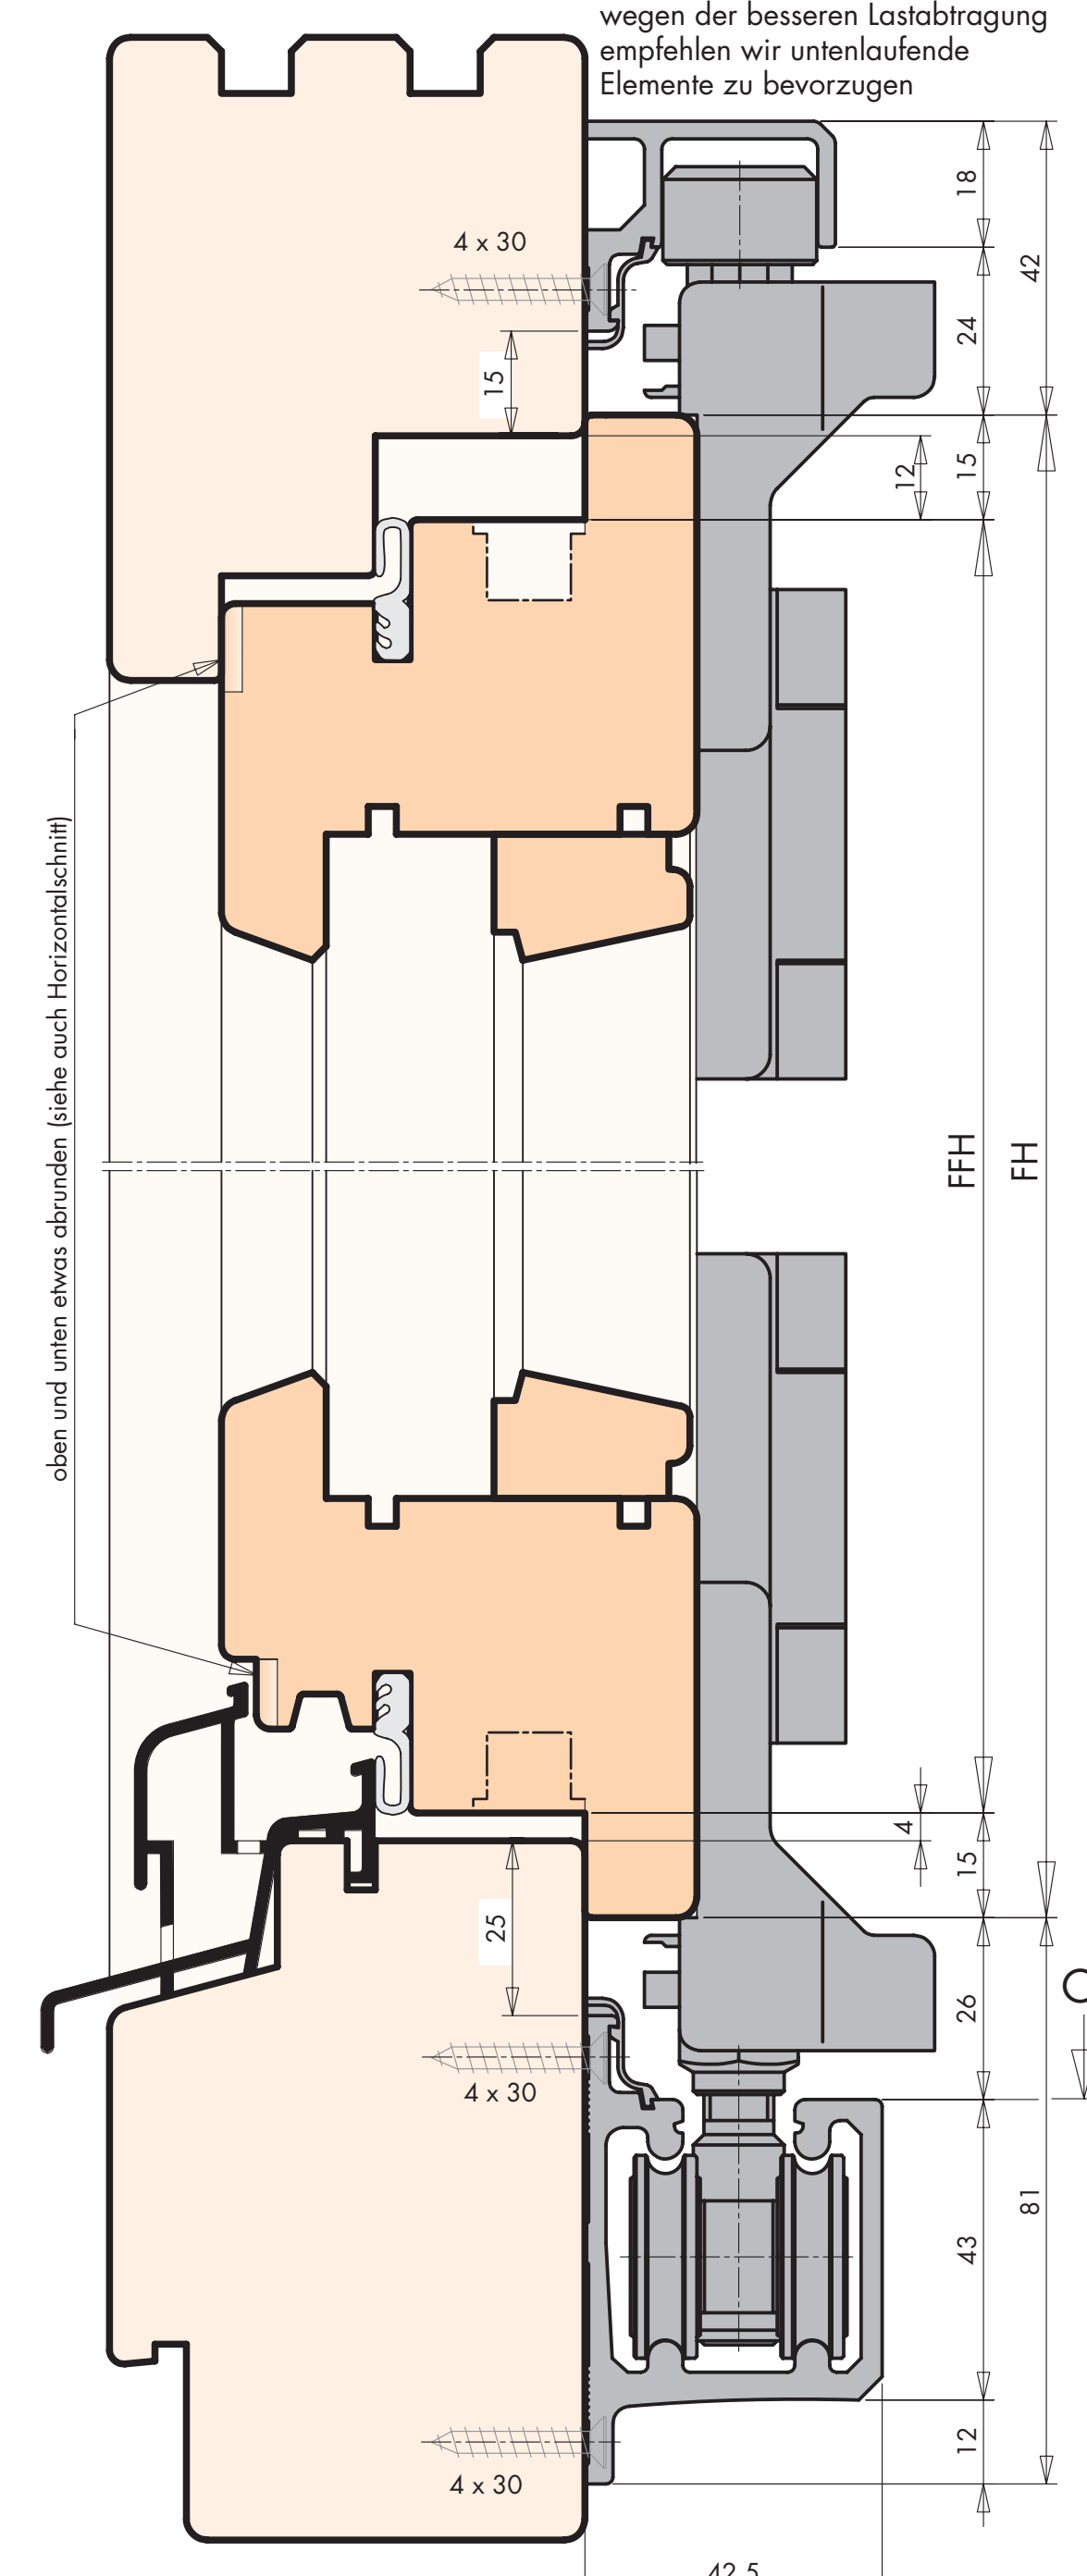 wegen der besseren Lastabtragung
empfehlen wir untenlaufende
Elemente zu bevorzugen
18
42
4 x 30
24
15
15
12
oben und unten etwas abrunden (siehe auch Horizontalschnitt)
FFH
FH
4
15
25
26
4 x 30
81
43
12
4 x 30
42,5